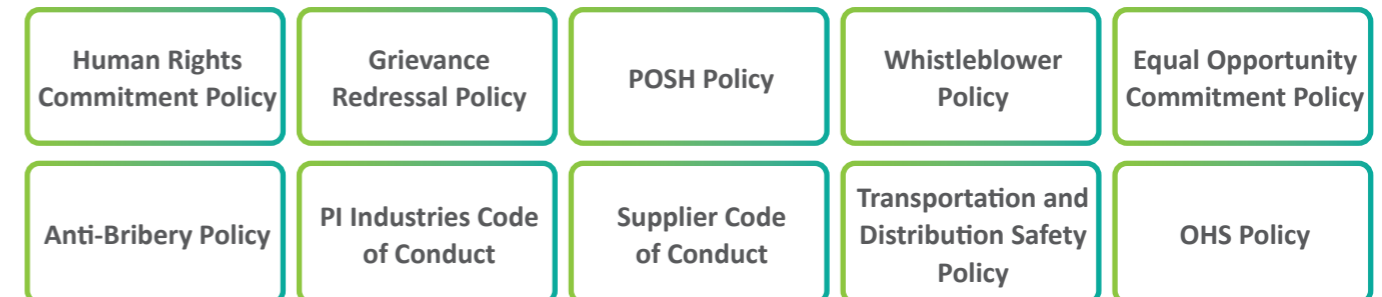 Human Rights
Commitment Policy
Grievance
Redressal Policy
POSH Policy
Whistleblower
Policy
Equal Opportunity
Commitment Policy
Anti-Bribery Policy
PI Industries Code
of Conduct
Supplier Code
of Conduct
Transportation and
Distribution Safety
Policy
OHS Policy